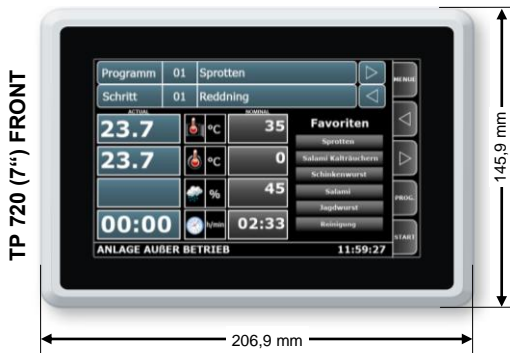 TP 720 (7“) FRONT
Programm 01 Sprotten
MENUE
Schritt 01 Reddning
ACTUAL NOMINAL
23.7 °C 35
Favoriten
Sprotten
23.7 °C 0
Salami Kalträuchern
Schinkenwurst
% 45
Salami
PROG.
Jagdwurst
00:00 h/min 02:33
Reinigung
START
ANLAGE AUßER BETRIEB 11:59:27
145,9 mm
206,9 mm